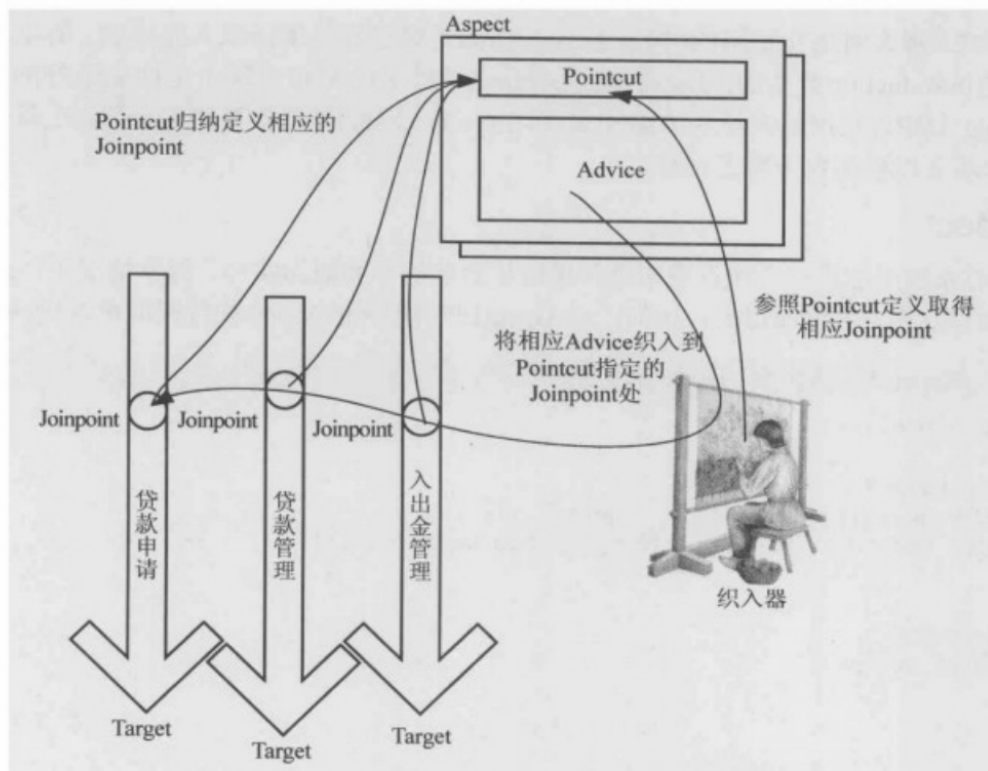 Aspect
Pointcut
Pointcut归纳定义相应的
Joinpoint
Advice
参照Pointcut定义取得
相应Joinpoint
将相应Advice织入到
Pointcut指定的
Joinpoint处
Joinpoint
Joinpoint
Joinpoint
贷款申请
贷款管理
入出金管理
织入器
Target
Target
Target